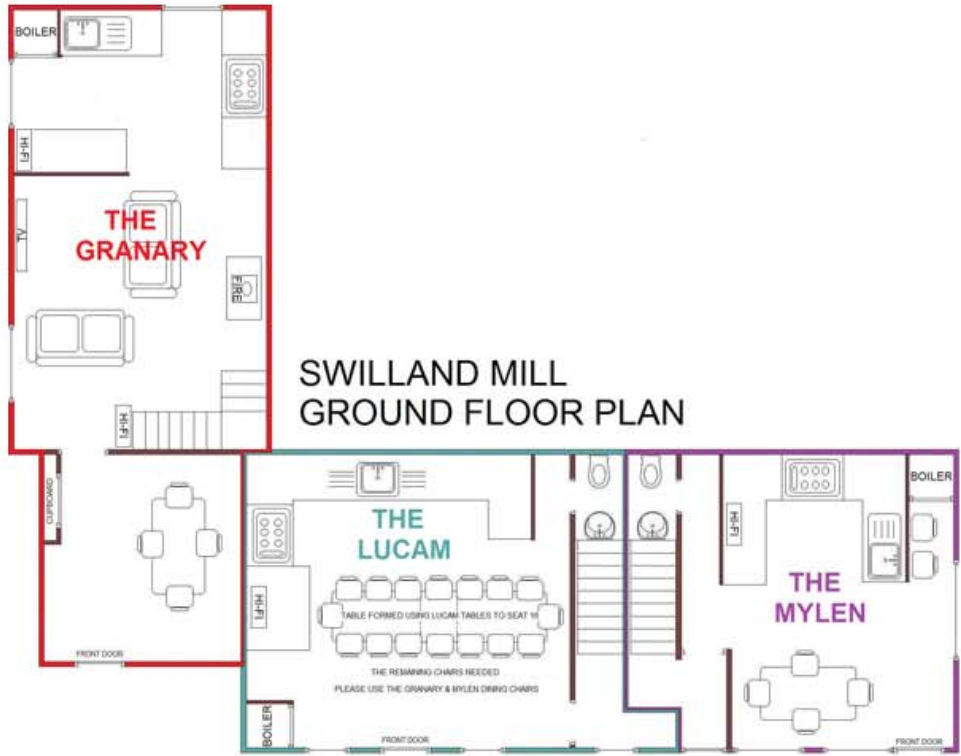 BOILER
HI-FI
THE
GRANARY
TV
FIRE
HI-FI
SWILLAND MILL
GROUND FLOOR PLAN
CUPBOARD
FRONT DOOR
THE
LUCAM
HI-FI
TABLE FORMED USING LUCAM TABLES TO SEAT
THE REMAINING CHAIRS NEEDED
PLEASE USE THE GRANARY & MYLEN DINING CHAIRS
BOILER
FRONT DOOR
BOILER
HI-FI
THE
MYLEN
FRONT DOOR